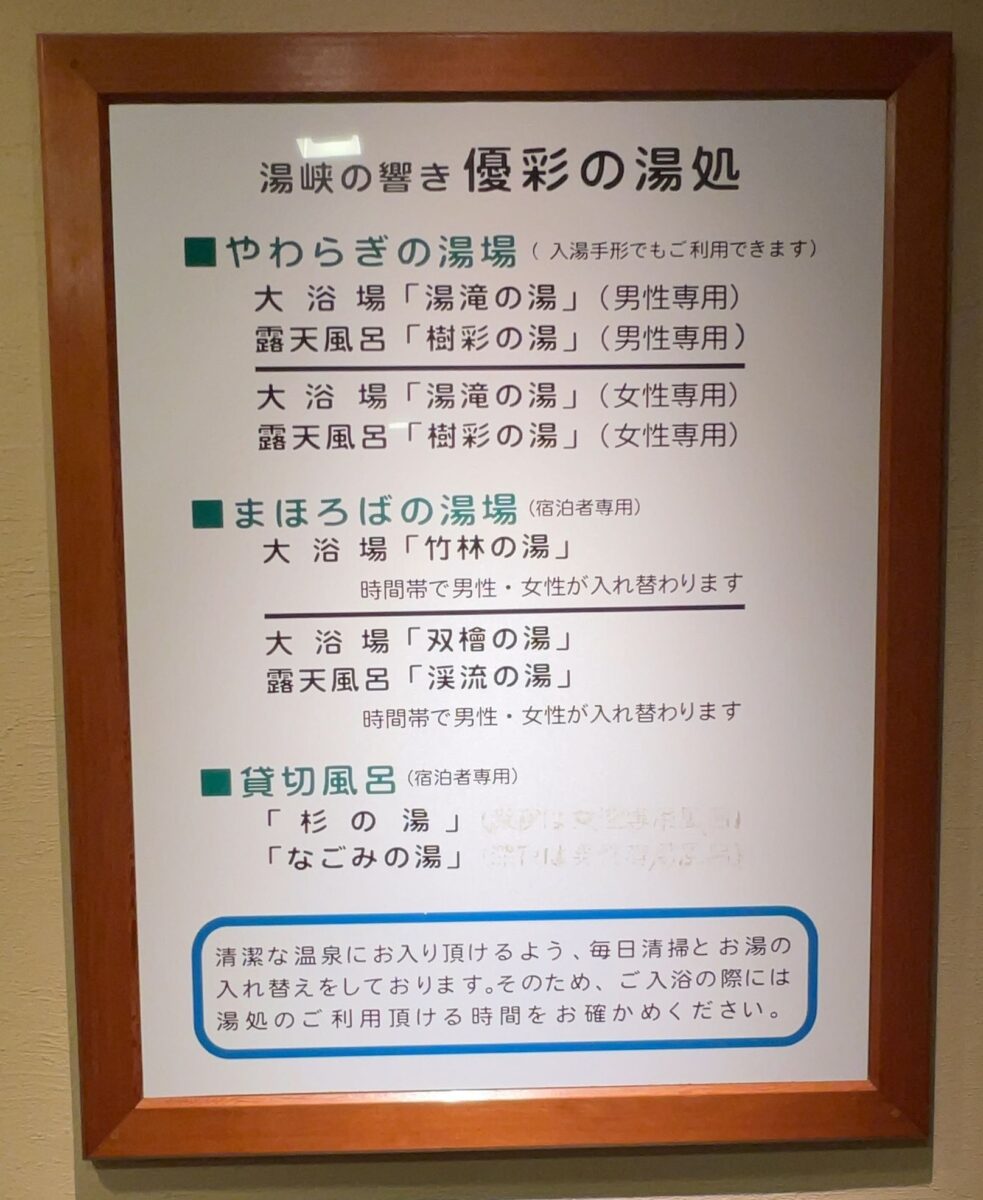 湯峡の響き 優彩の湯処
■やわらぎの湯場（入湯手形でもご利用できます）
大浴場「湯滝の湯」（男性専用）
露天風呂「樹彩の湯」（男性専用）
大浴場「湯滝の湯」（女性専用）
露天風呂「樹彩の湯」（女性専用）
■まほろばの湯場（宿泊者専用）
大浴場「竹林の湯」
時間帯で男性・女性が入れ替わります
大浴場「双檜の湯」
露天風呂「渓流の湯」
時間帯で男性・女性が入れ替わります
■貸切風呂（宿泊者専用）
「杉の湯」
「なごみの湯」
清潔な温泉にお入り頂けるよう、毎日清掃とお湯の
入れ替えをしております。そのため、ご入浴の際には
湯処のご利用頂ける時間をお確かめください。